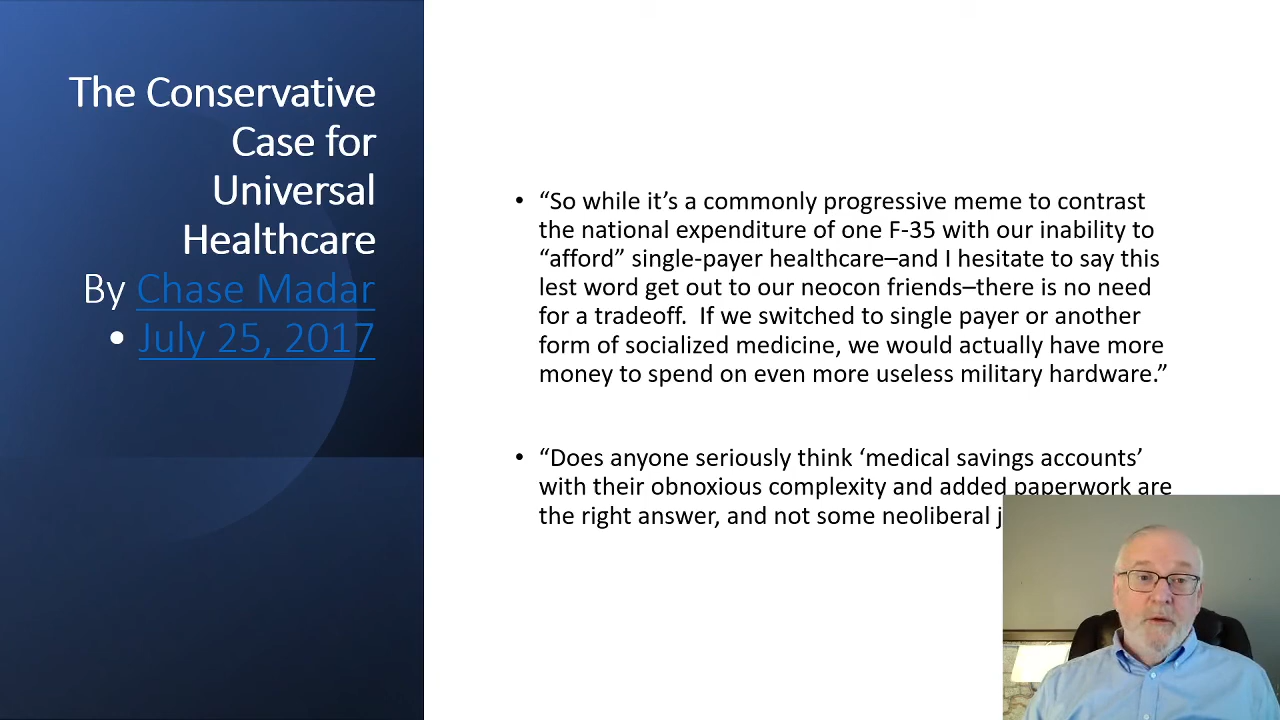 The Conservative
Case for
Universal
Healthcare
By Chase Madar
• July 25, 2017
• “So while it’s a commonly progressive meme to contrast
the national expenditure of one F-35 with our inability to
“afford” single-payer healthcare–and I hesitate to say this
lest word get out to our neocon friends–there is no need
for a tradeoff.  If we switched to single payer or another
form of socialized medicine, we would actually have more
money to spend on even more useless military hardware.”
• “Does anyone seriously think ‘medical savings accounts’
with their obnoxious complexity and added paperwork are
the right answer, and not some neoliberal